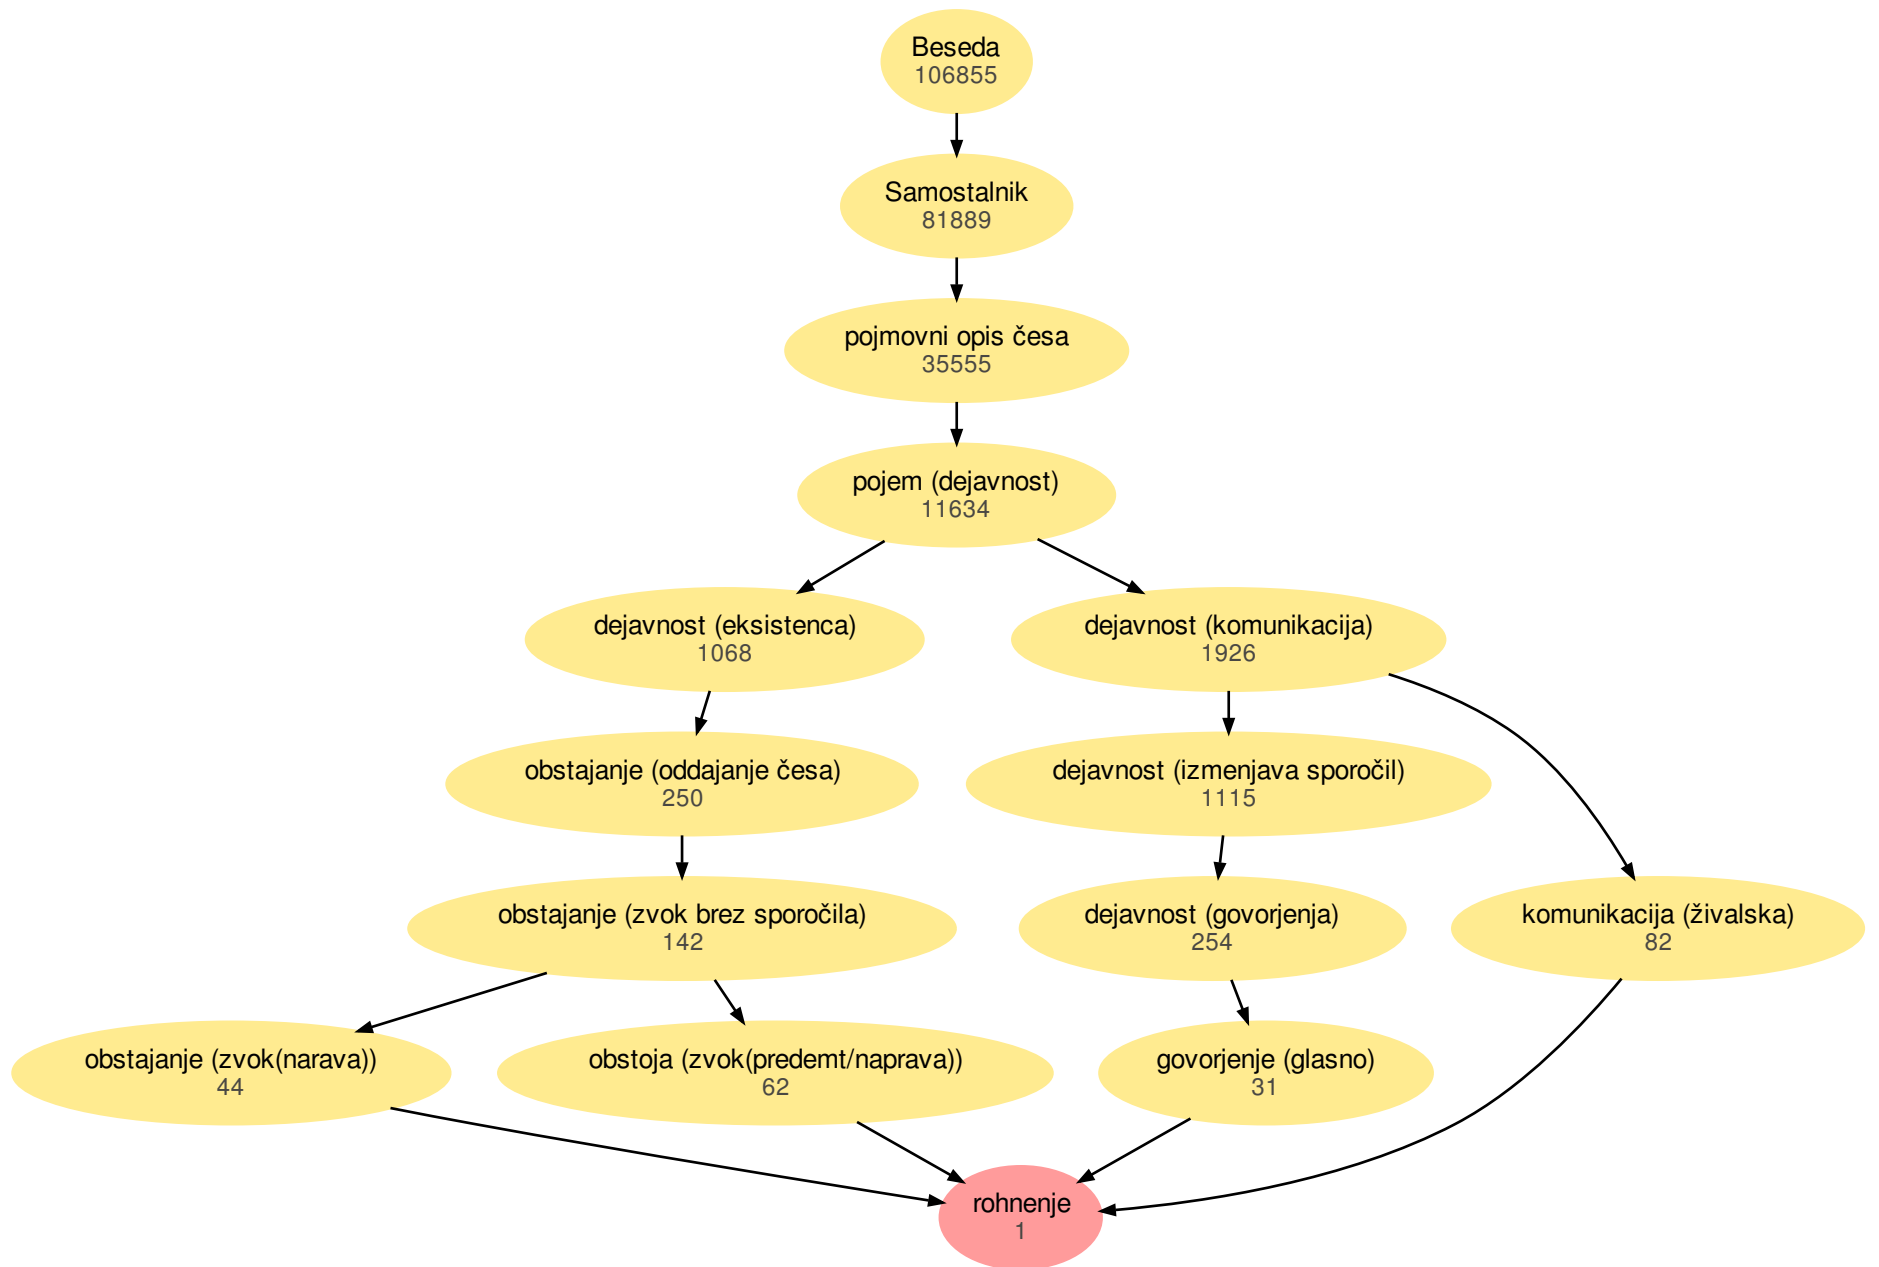 Beseda
106855
Samostalnik
81889
pojmovni opis česa
35555
pojem (dejavnost)
11634
dejavnost (eksistenca)
1068
dejavnost (komunikacija)
1926
obstajanje (oddajanje česa)
250
dejavnost (izmenjava sporočil)
1115
obstajanje (zvok brez sporočila)
142
dejavnost (govorjenja)
254
komunikacija (živalska)
82
obstajanje (zvok(narava))
44
obstoja (zvok(predemt/naprava))
62
govorjenje (glasno)
31
rohnenje
1